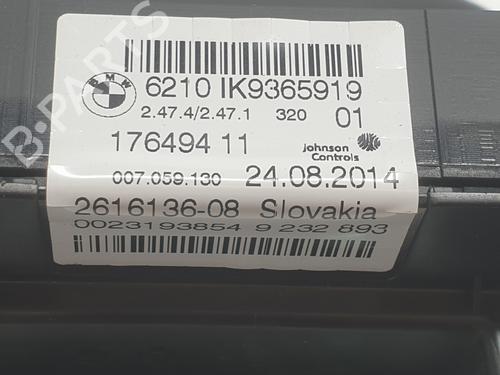 BMW
6210 IK9365919
2.47.4/2.47.1 320 01
17649411
Johnson Controls
007.059.130 24.08.2014
2616136-08 Slovakia
0023193854 9 232 893
B-PARTS